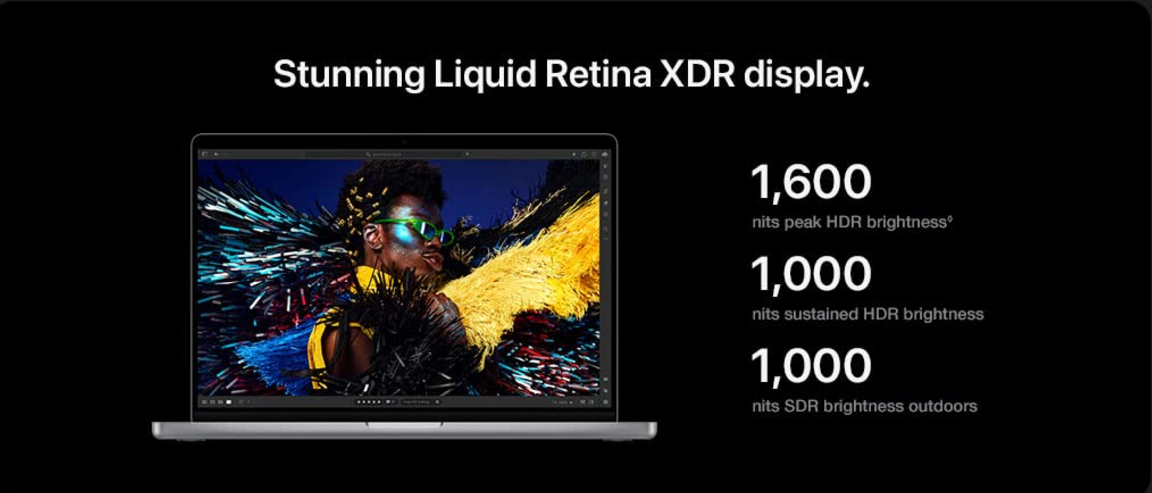 Stunning Liquid Retina XDR display.
1,600
nits peak HDR brightness◊
1,000
nits sustained HDR brightness
1,000
nits SDR brightness outdoors